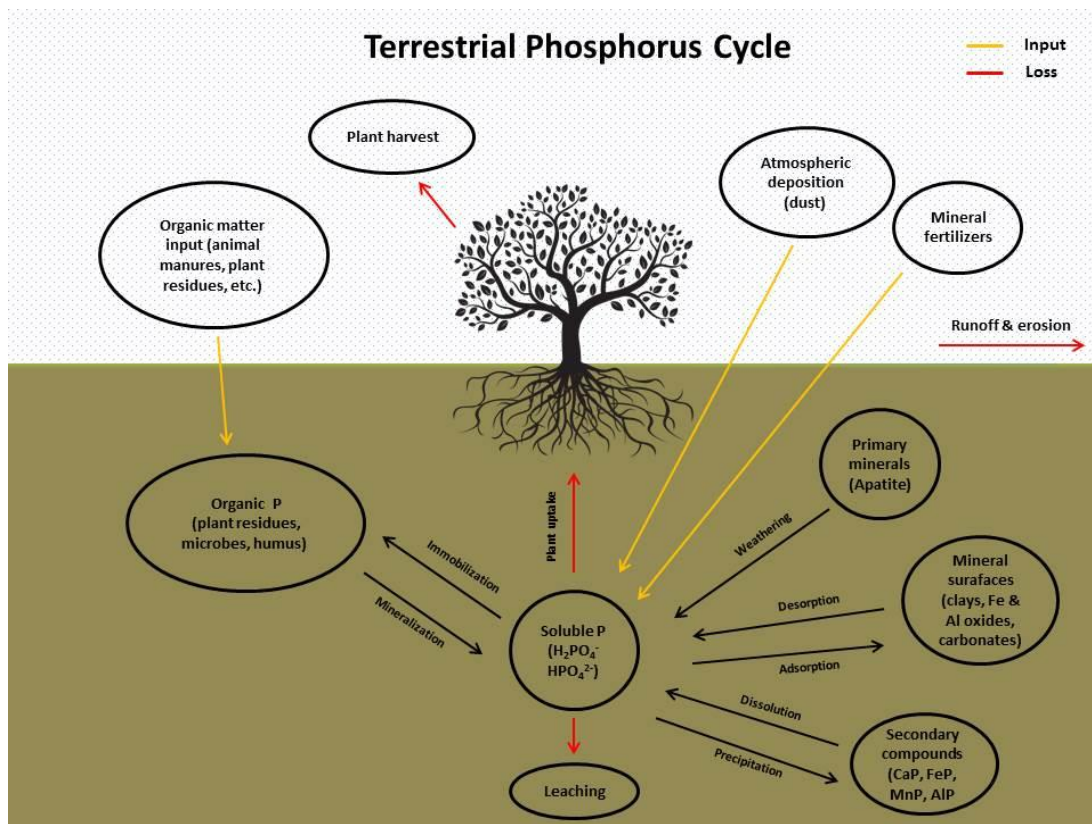 Terrestrial Phosphorus Cycle
Input
Loss
Plant harvest
Atmospheric
deposition
(dust)
Organic matter
input (animal
manures, plant
residues, etc.)
Mineral
fertilizers
Runoff & erosion
Primary
minerals
(Apatite)
Organic P
(plant residues,
microbes, humus)
Plant uptake
Weathering
Immobilization
Mineralization
Mineral
surafaces
(clays, Fe &
Al oxides,
carbonates)
Desorption
Adsorption
Soluble P
(H₂PO₄⁻
HPO₄²⁻)
Dissolution
Precipitation
Secondary
compounds
(CaP, FeP,
MnP, AlP
Leaching